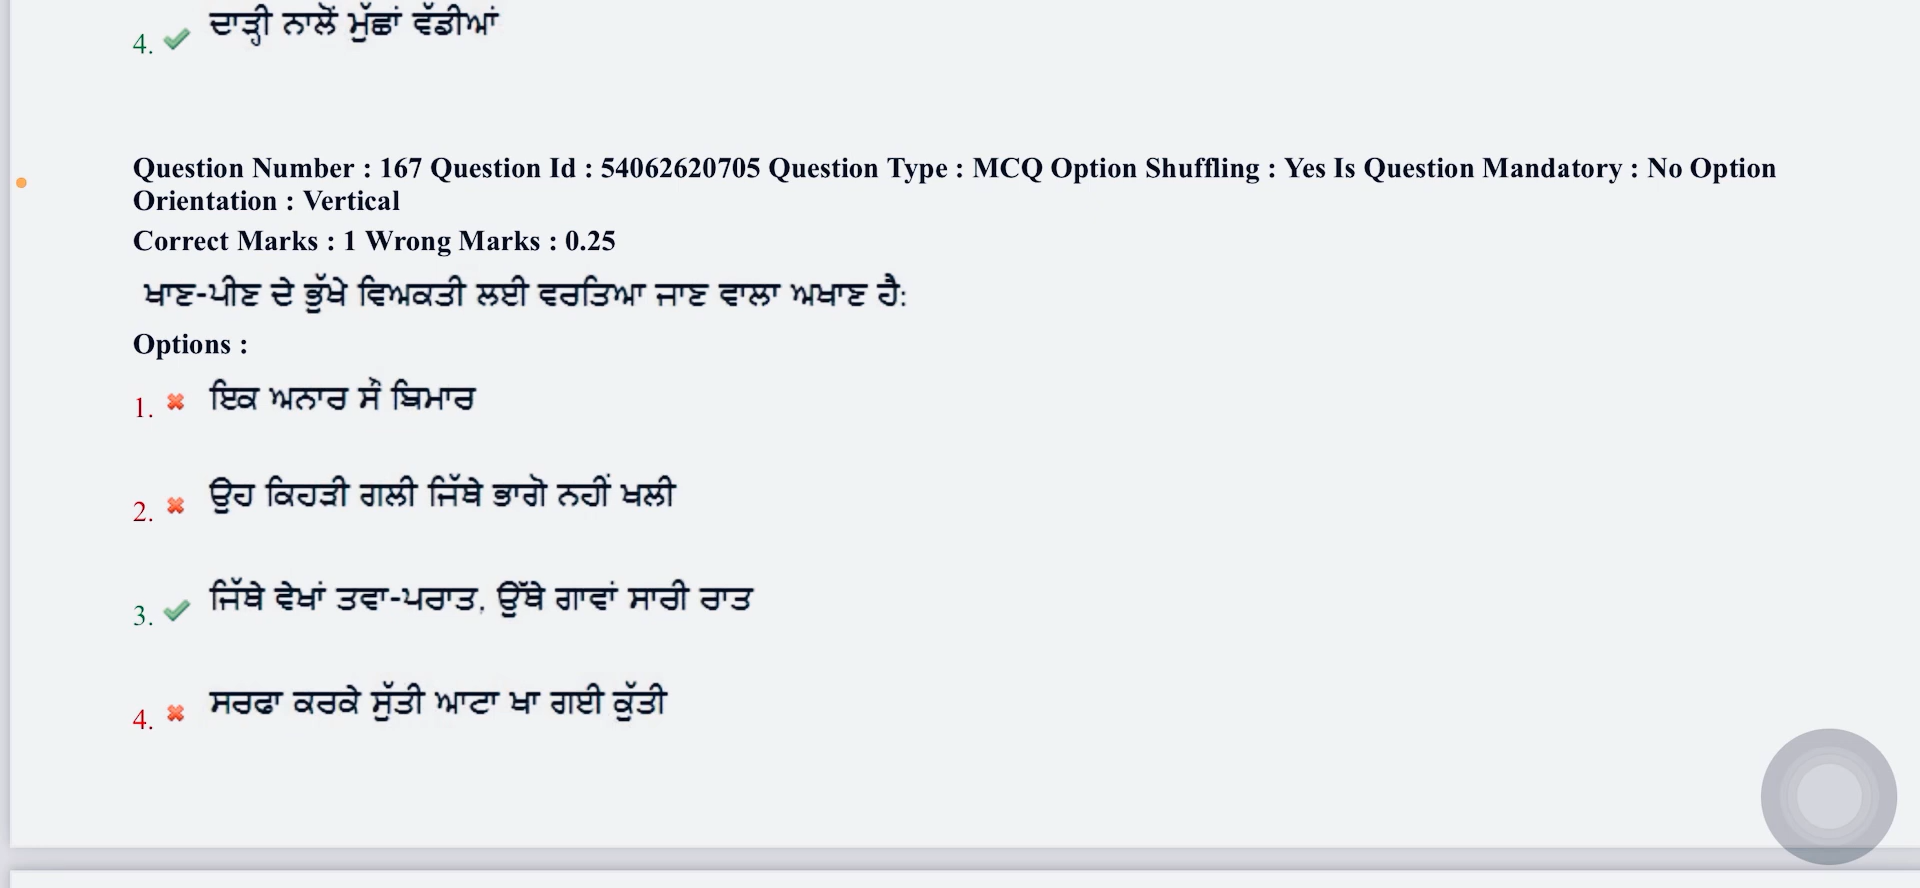 4. ਦਾੜ੍ਹੀ ਨਾਲੋਂ ਮੁੱਛਾਂ ਵੱਡੀਆਂ
Question Number : 167 Question Id : 54062620705 Question Type : MCQ Option Shuffling : Yes Is Question Mandatory : No Option
Orientation : Vertical
Correct Marks : 1 Wrong Marks : 0.25
ਖਾਣ-ਪੀਣ ਦੇ ਭੁੱਖੇ ਵਿਅਕਤੀ ਲਈ ਵਰਤਿਆ ਜਾਣ ਵਾਲਾ ਅਖਾਣ ਹੈ:
Options :
1. ਇਕ ਅਨਾਰ ਸੌ ਬਿਮਾਰ
2. ਉਹ ਕਿਹੜੀ ਗਲੀ ਜਿੱਥੇ ਭਾਗੋ ਨਹੀਂ ਖਲੀ
3. ਜਿੱਥੇ ਵੇਖਾਂ ਤਵਾ-ਪਰਾਤ, ਉੱਥੇ ਗਾਵਾਂ ਸਾਰੀ ਰਾਤ
4. ਸਰਫਾ ਕਰਕੇ ਸੁੱਤੀ ਆਟਾ ਖਾ ਗਈ ਕੁੱਤੀ